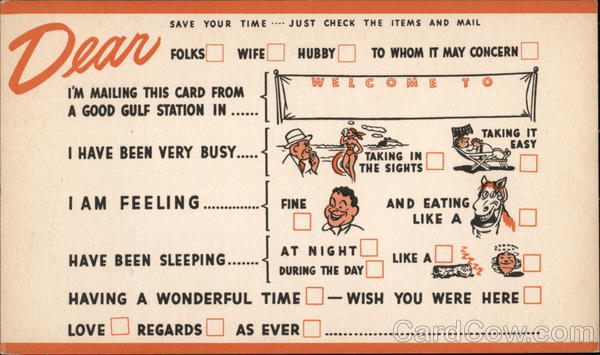 SAVE YOUR TIME .... JUST CHECK THE ITEMS AND MAIL
Dear
FOLKS WIFE HUBBY TO WHOM IT MAY CONCERN
WELCOME TO
I'M MAILING THIS CARD FROM
A GOOD GULF STATION IN ......
I HAVE BEEN VERY BUSY.....
TAKING IN
THE SIGHTS
TAKING IT
EASY
I AM FEELING............
FINE
AND EATING
LIKE A
HAVE BEEN SLEEPING.......
AT NIGHT
DURING THE DAY
LIKE A
HAVING A WONDERFUL TIME — WISH YOU WERE HERE
LOVE REGARDS AS EVER ........................................
CardCow.com